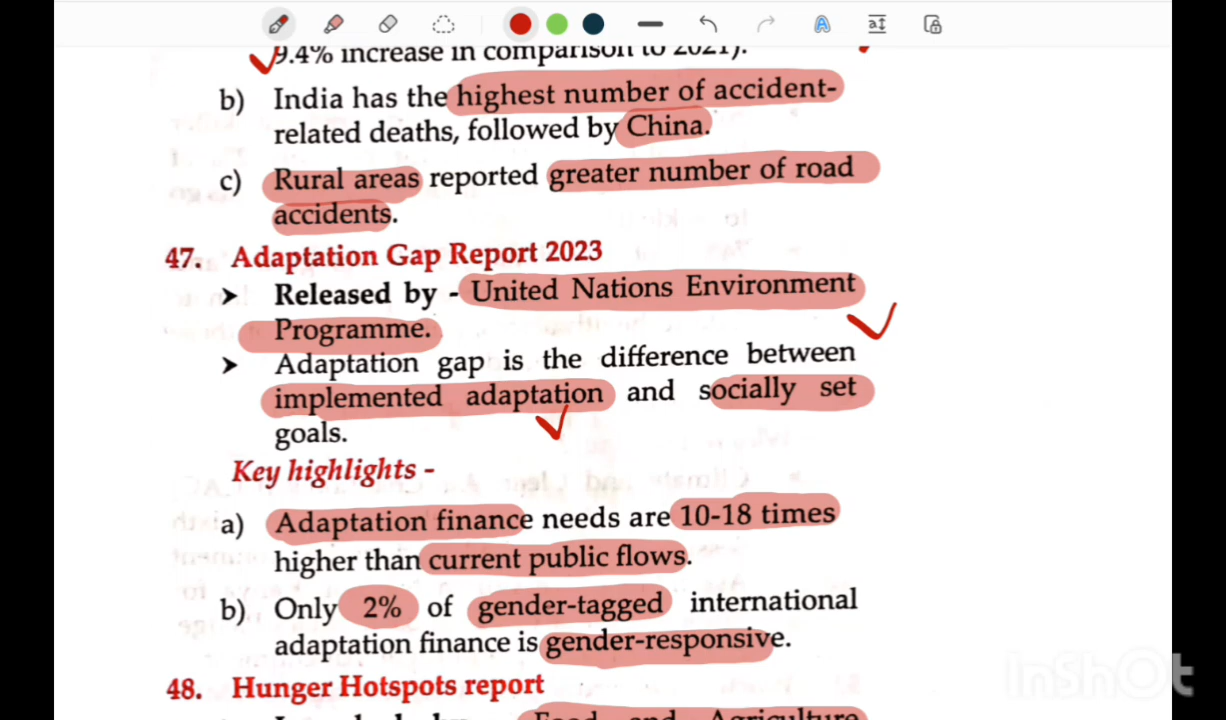 9.4% increase in comparison to 2021).
b) India has the highest number of accident-
related deaths, followed by China.
c) Rural areas reported greater number of road
accidents.
47. Adaptation Gap Report 2023
➤ Released by - United Nations Environment
Programme.
➤ Adaptation gap is the difference between
implemented adaptation and socially set
goals.
Key highlights -
a) Adaptation finance needs are 10-18 times
higher than current public flows.
b) Only 2% of gender-tagged international
adaptation finance is gender-responsive.
48. Hunger Hotspots report
Food and Agriculture
InShOt